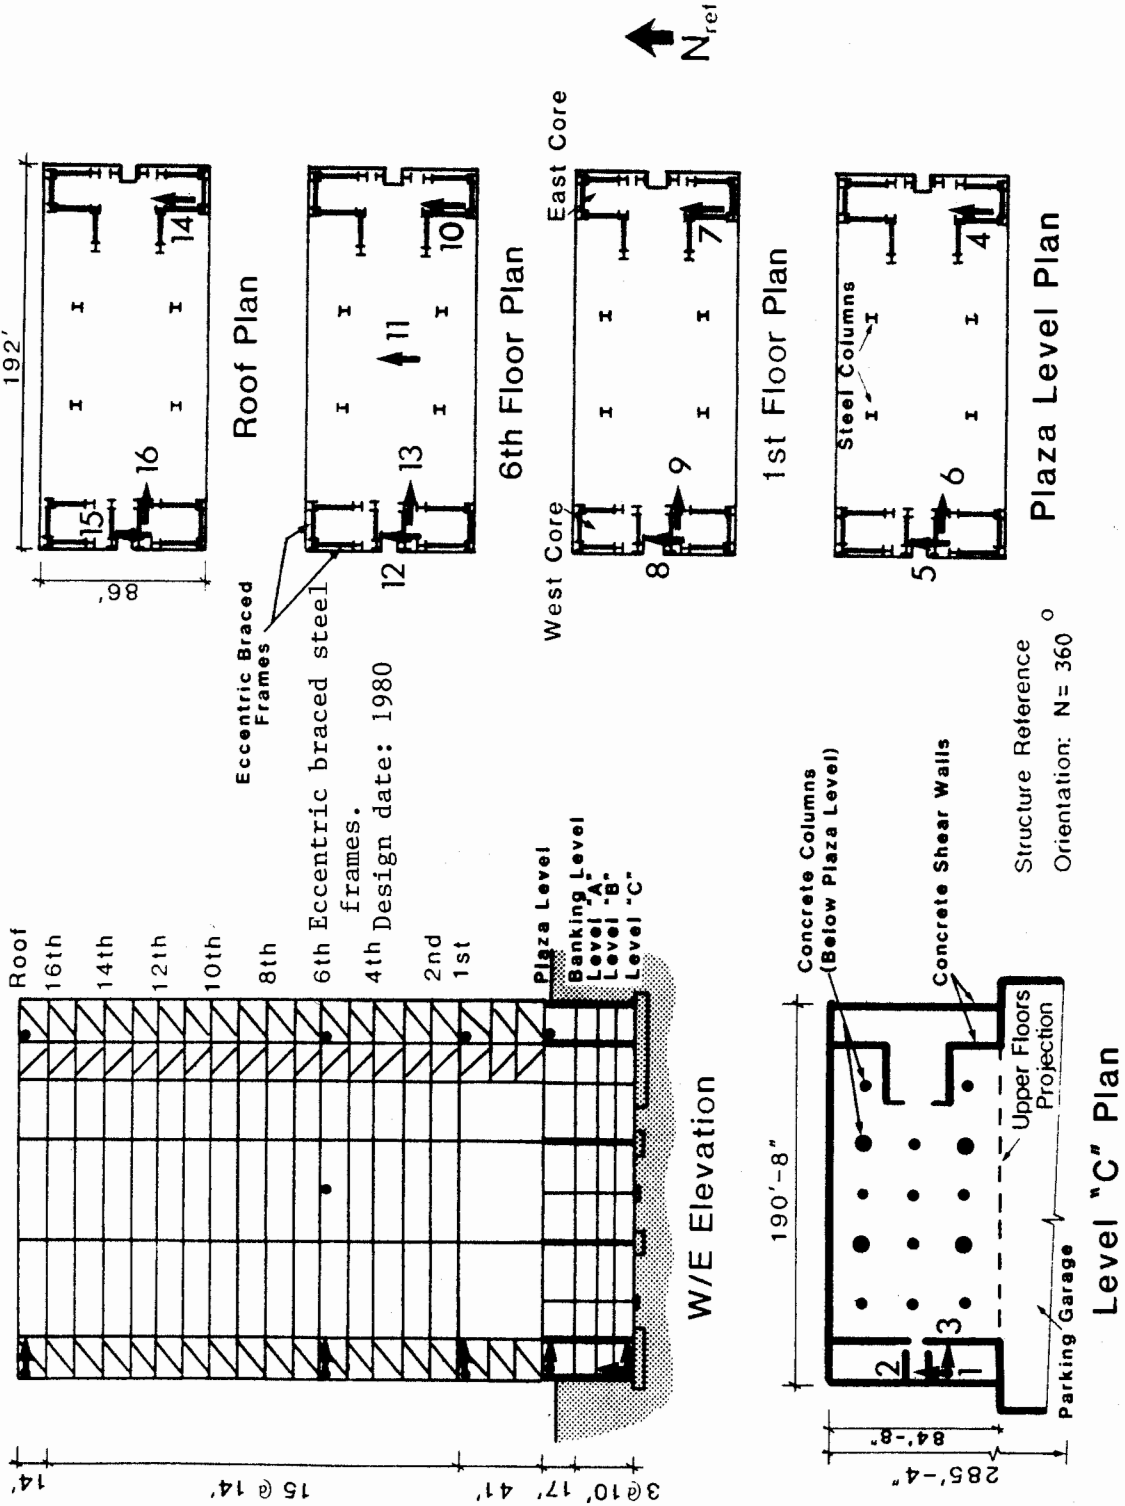 14'
15 @ 14'
41'
17'
3@10'
Roof
16th
14th
12th
10th
8th
6th
4th
2nd
1st
Plaza Level
Banking Level
Level "A"
Level "B"
Level "C"
W/E Elevation
Eccentric Braced
Frames
Eccentric braced steel
frames.
Design date: 1980
192'
86'
14
15
16
Roof Plan
10
11
12
13
6th Floor Plan
West Core
East Core
7
8
9
1st Floor Plan
Steel Columns
4
5
6
Plaza Level Plan
Nref
190'-8"
84'-8"
285'-4"
Concrete Columns
(Below Plaza Level)
Concrete Shear Walls
Upper Floors
Projection
Parking Garage
1
2
3
Level "C" Plan
Structure Reference
Orientation: N= 360°